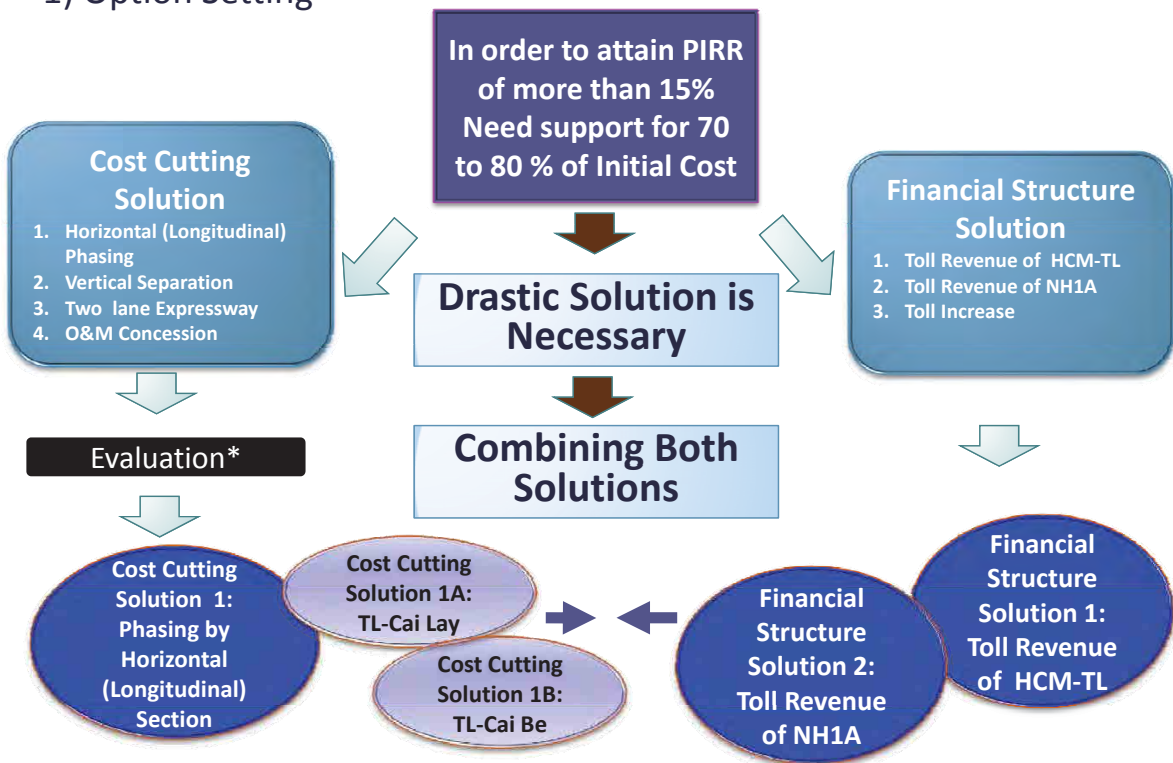 1) Option Setting
In order to attain PIRR
of more than 15%
Need support for 70
to 80 % of Initial Cost
Cost Cutting
Solution
1. Horizontal (Longitudinal)
Phasing
2. Vertical Separation
3. Two lane Expressway
4. O&M Concession
Financial Structure
Solution
1. Toll Revenue of HCM-TL
2. Toll Revenue of NH1A
3. Toll Increase
Drastic Solution is
Necessary
Evaluation*
Combining Both
Solutions
Cost Cutting
Solution 1:
Phasing by
Horizontal
(Longitudinal)
Section
Cost Cutting
Solution 1A:
TL-Cai Lay
Cost Cutting
Solution 1B:
TL-Cai Be
Financial
Structure
Solution 2:
Toll Revenue
of NH1A
Financial
Structure
Solution 1:
Toll Revenue
of HCM-TL